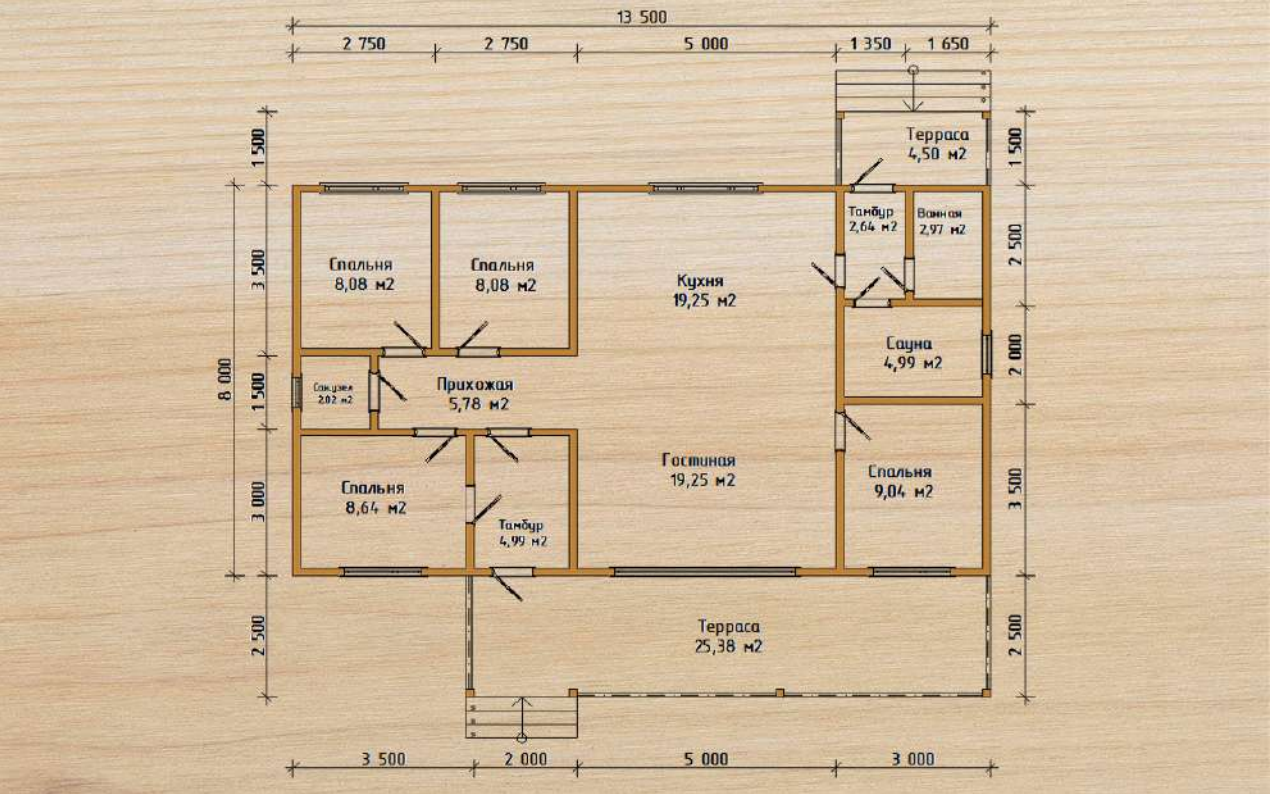 13 500
2 750
2 750
5 000
1 350
1 650
1 500
1 500
Терраса
4,50 м2
8 000
3 500
2 500
Спальня
8,08 м2
Спальня
8,08 м2
Кухня
19,25 м2
Тамбур
2,64 м2
Ванная
2,97 м2
1 500
2 000
Сан.узел
2.02 м2
Прихожая
5,78 м2
Сауна
4,99 м2
3 000
3 500
Спальня
8,64 м2
Тамбур
4,99 м2
Гостиная
19,25 м2
Спальня
9,04 м2
2 500
2 500
Терраса
25,38 м2
3 500
2 000
5 000
3 000